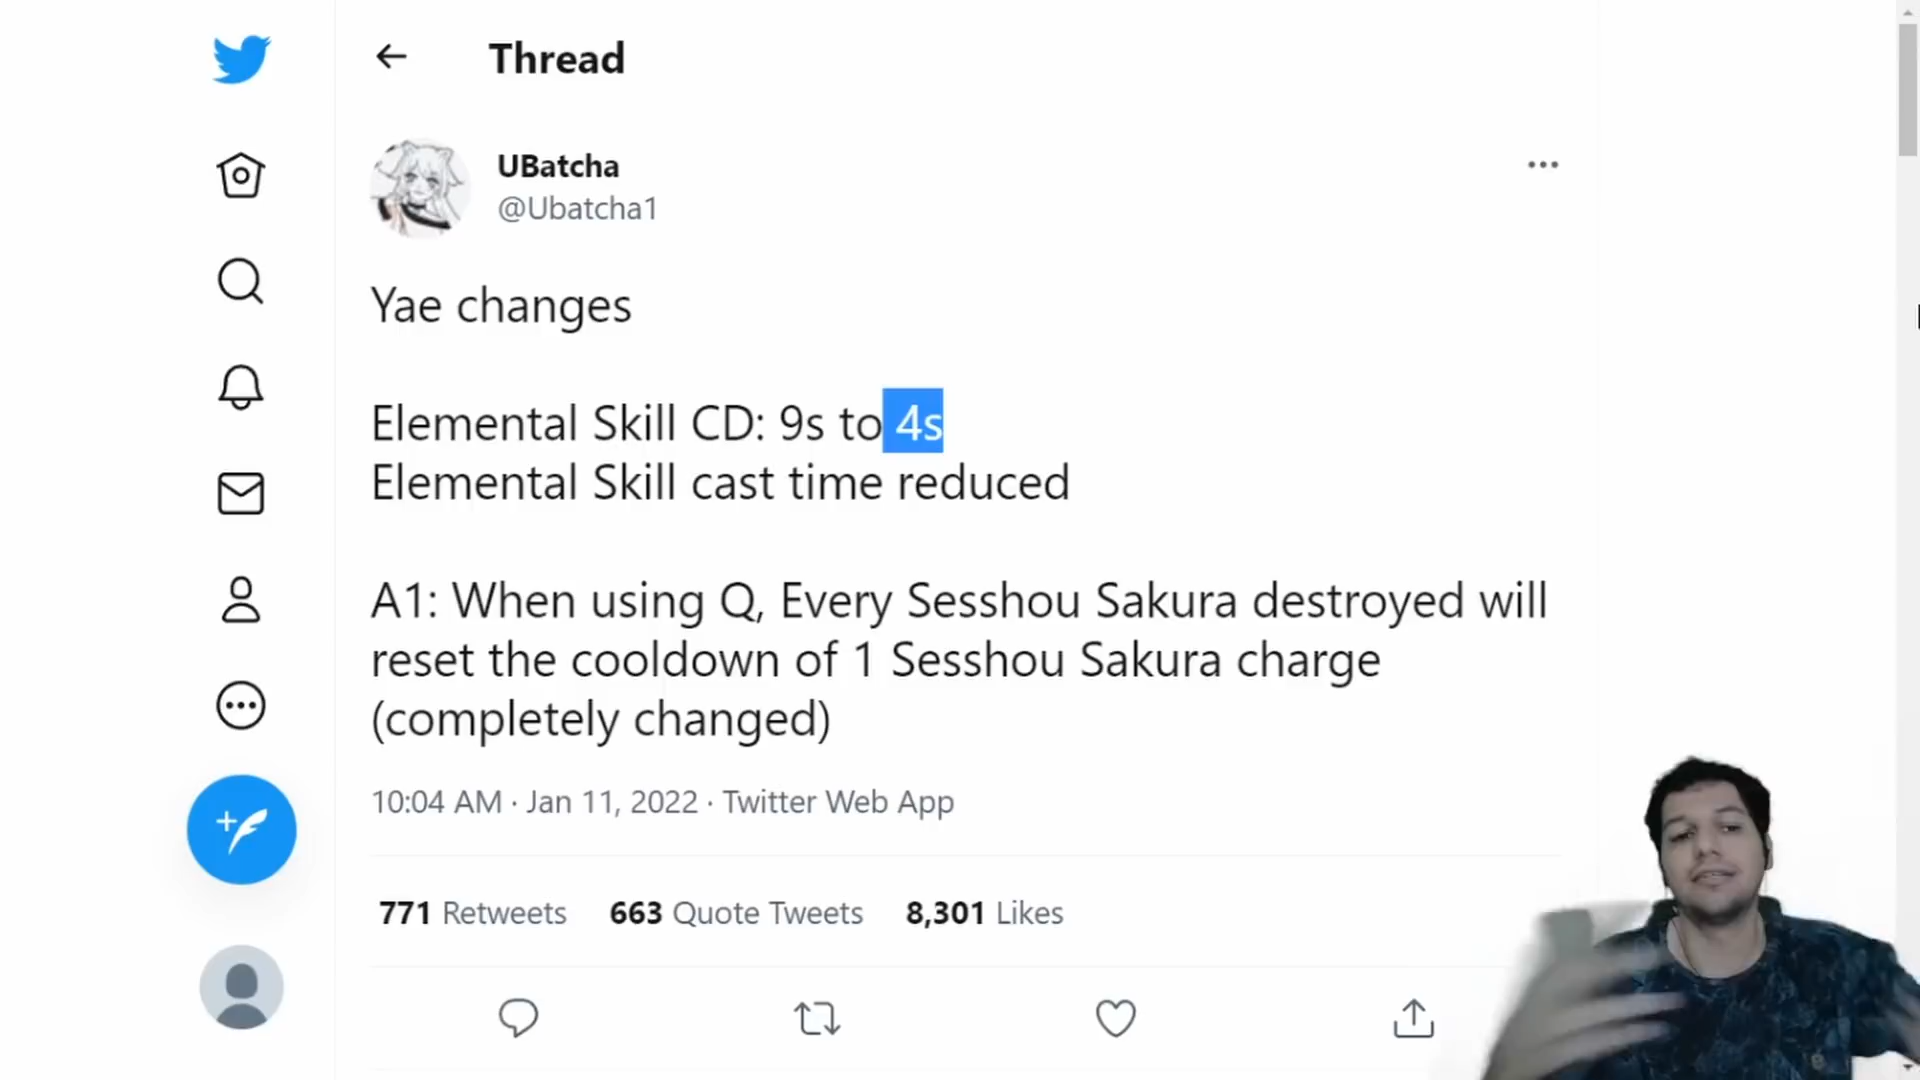 Thread
UBatcha
@Ubatcha1
Yae changes
Elemental Skill CD: 9s to 4s
Elemental Skill cast time reduced
A1: When using Q, Every Sesshou Sakura destroyed will
reset the cooldown of 1 Sesshou Sakura charge
(completely changed)
10:04 AM · Jan 11, 2022 · Twitter Web App
771 Retweets 663 Quote Tweets 8,301 Likes